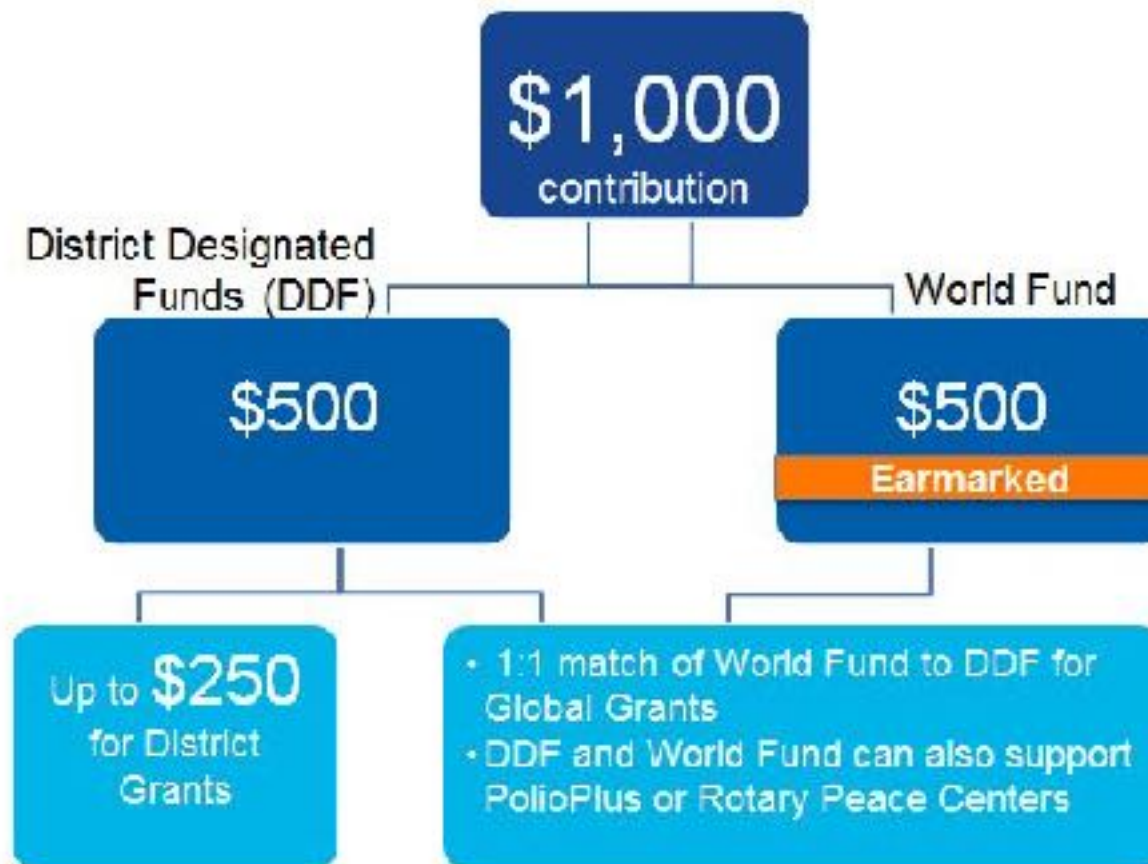 $1,000
contribution
District Designated
Funds (DDF)
World Fund
$500
$500
Earmarked
Up to $250
for District
Grants
• 1:1 match of World Fund to DDF for
Global Grants
• DDF and World Fund can also support
PolioPlus or Rotary Peace Centers